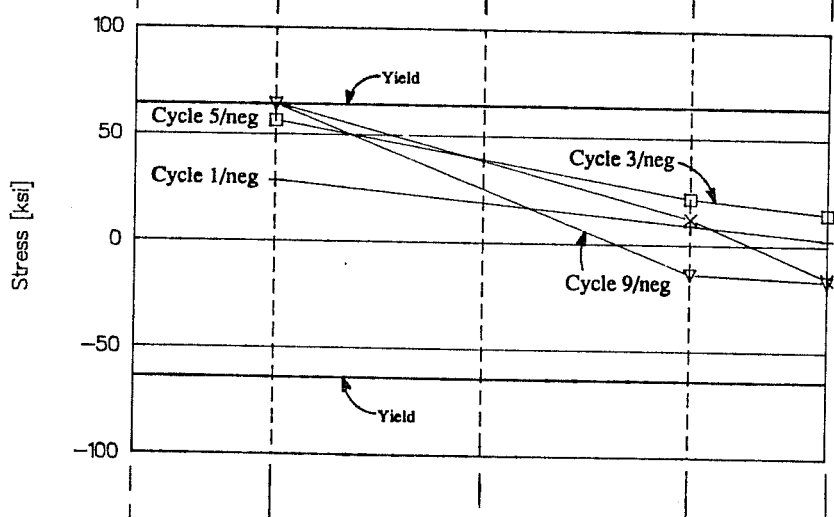 100
Yield
Cycle 5/neg
50
Cycle 3/neg
Cycle 1/neg
Stress [ksi]
0
Cycle 9/neg
-50
Yield
-100